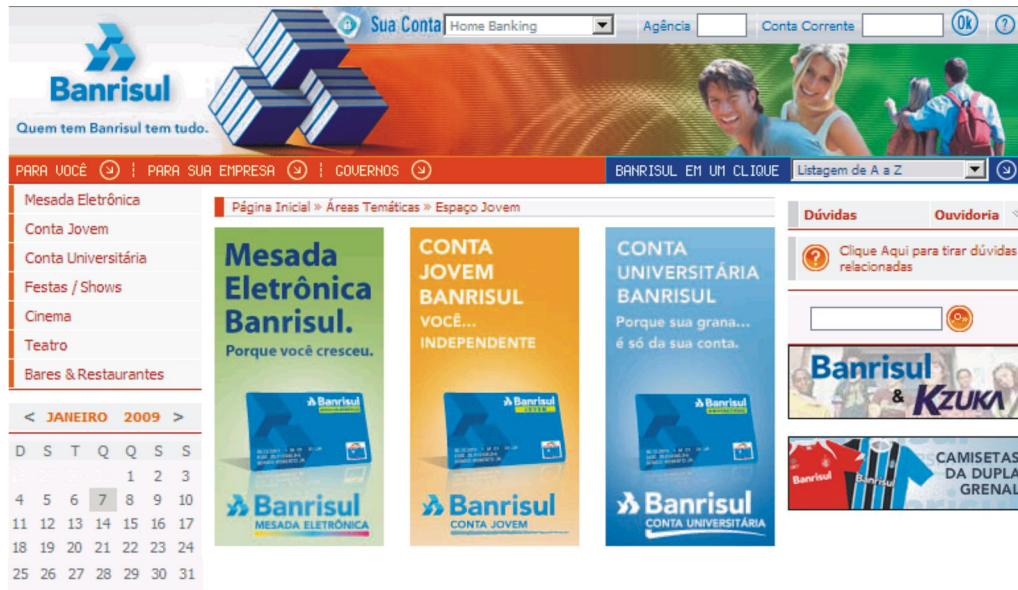 Sua Conta Home Banking Agência Conta Corrente Ok ?
Banrisul
Quem tem Banrisul tem tudo.
PARA VOCÊ PARA SUA EMPRESA GOVERNOS BANRISUL EM UM CLIQUE Listagem de A a Z
Mesada Eletrônica
Conta Jovem
Conta Universitária
Festas / Shows
Cinema
Teatro
Bares & Restaurantes
< JANEIRO 2009 >
D S T Q Q S S
1 2 3
4 5 6 7 8 9 10
11 12 13 14 15 16 17
18 19 20 21 22 23 24
25 26 27 28 29 30 31
Página Inicial » Áreas Temáticas » Espaço Jovem
Mesada
Eletrônica
Banrisul.
Porque você cresceu.
Banrisul
Banrisul
MESADA ELETRÔNICA
CONTA
JOVEM
BANRISUL
VOCÊ...
INDEPENDENTE
Banrisul
JOVEM
Banrisul
CONTA JOVEM
CONTA
UNIVERSITÁRIA
BANRISUL
Porque sua grana...
é só da sua conta.
Banrisul
Banrisul
CONTA UNIVERSITÁRIA
Dúvidas Ouvidoria
? Clique Aqui para tirar dúvidas
relacionadas
Banrisul
& KZUKA
Banrisul Banrisul
CAMISETAS
DA DUPLA
GRENAL